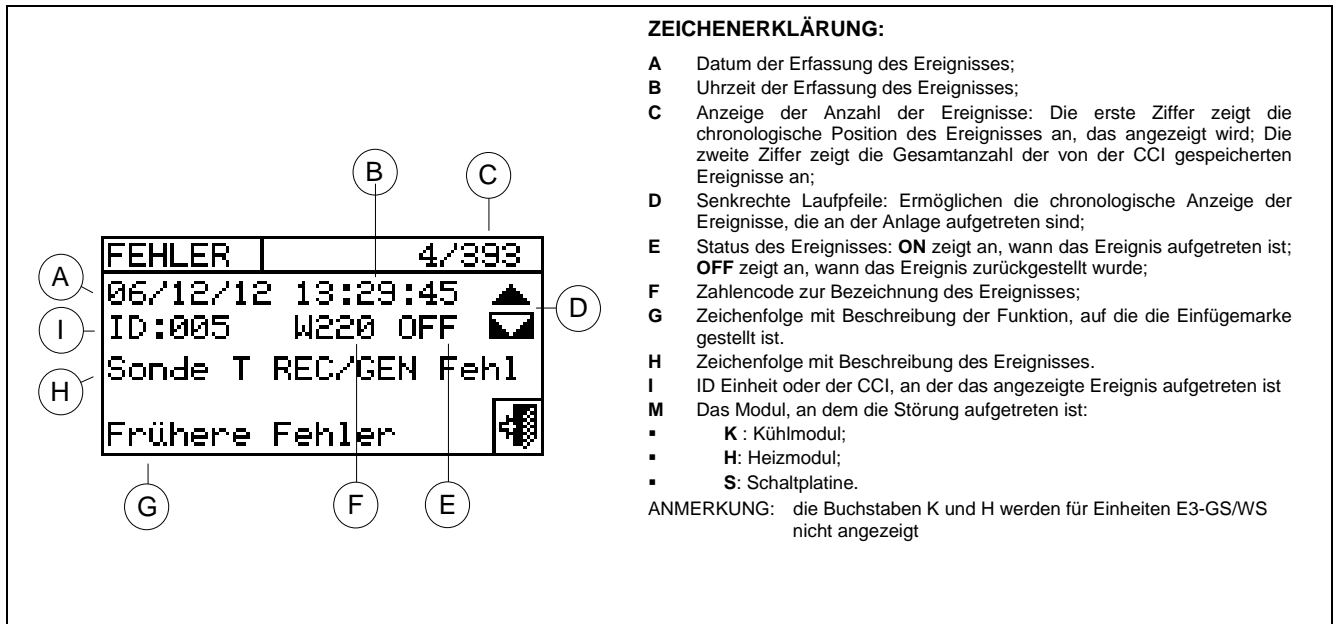 B
C
A
I
H
D
FEHLER 4/393
06/12/12 13:29:45
ID:005 W220 OFF
Sonde T REC/GEN Fehl
Frühere Fehler
G
F
E
ZEICHENERKLÄRUNG:
A Datum der Erfassung des Ereignisses;
B Uhrzeit der Erfassung des Ereignisses;
C Anzeige der Anzahl der Ereignisse: Die erste Ziffer zeigt die
chronologische Position des Ereignisses an, das angezeigt wird; Die
zweite Ziffer zeigt die Gesamtanzahl der von der CCI gespeicherten
Ereignisse an;
D Senkrechte Laufpfeile: Ermöglichen die chronologische Anzeige der
Ereignisse, die an der Anlage aufgetreten sind;
E Status des Ereignisses: ON zeigt an, wann das Ereignis aufgetreten ist;
OFF zeigt an, wann das Ereignis zurückgestellt wurde;
F Zahlencode zur Bezeichnung des Ereignisses;
G Zeichenfolge mit Beschreibung der Funktion, auf die die Einfügemarke
gestellt ist.
H Zeichenfolge mit Beschreibung des Ereignisses.
I ID Einheit oder der CCI, an der das angezeigte Ereignis aufgetreten ist
M Das Modul, an dem die Störung aufgetreten ist:
▪ K : Kühlmodul;
▪ H: Heizmodul;
▪ S: Schaltplatine.
ANMERKUNG: die Buchstaben K und H werden für Einheiten E3-GS/WS
nicht angezeigt